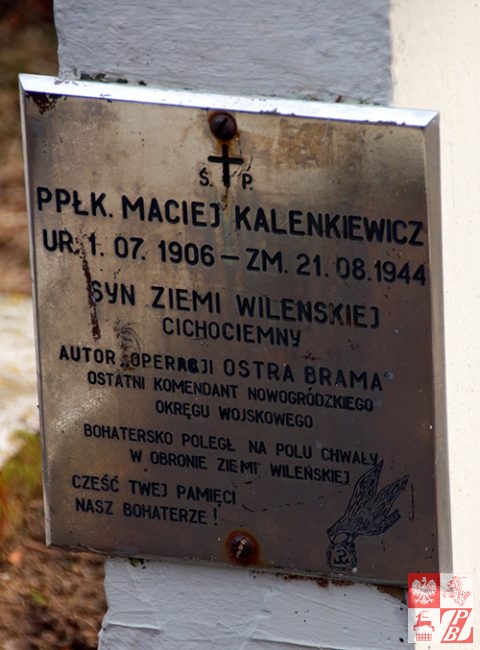 Ś. P.
PPŁK. MACIEJ KALENKIEWICZ
UR. 1. 07. 1906 – ZM. 21. 08. 1944
SYN ZIEMI WILEŃSKIEJ
CICHOCIEMNY
AUTOR „OPERACJI OSTRA BRAMA"
OSTATNI KOMENDANT NOWOGRÓDZKIEGO
OKRĘGU WOJSKOWEGO
BOHATERSKO POLEGŁ NA POLU CHWAŁY
W OBRONIE ZIEMI WILEŃSKIEJ
CZEŚĆ TWEJ PAMIĘCI
NASZ BOHATERZE!
ZPB